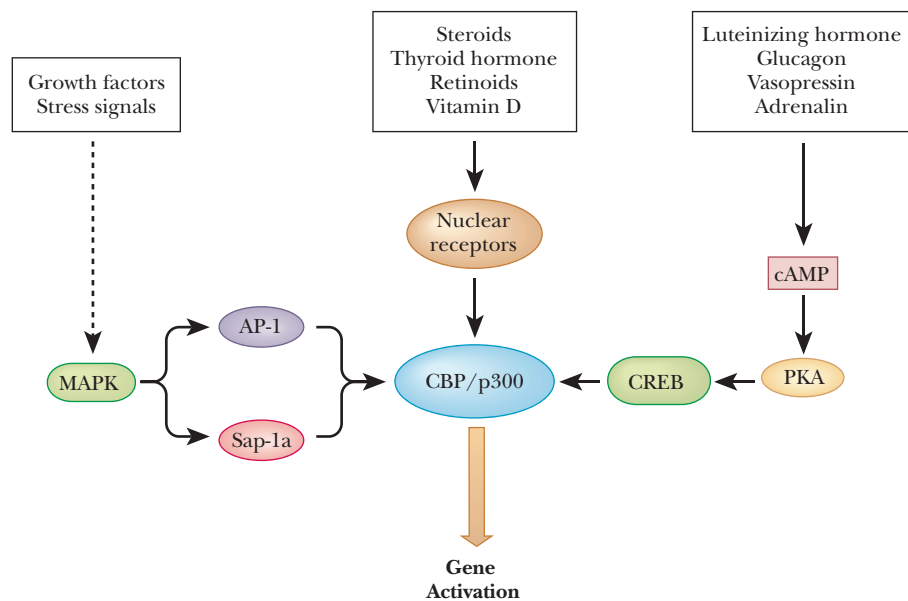 Growth factors
Stress signals
Steroids
Thyroid hormone
Retinoids
Vitamin D
Luteinizing hormone
Glucagon
Vasopressin
Adrenalin
Nuclear
receptors
cAMP
AP-1
MAPK
CBP/p300
CREB
PKA
Sap-1a
Gene
Activation